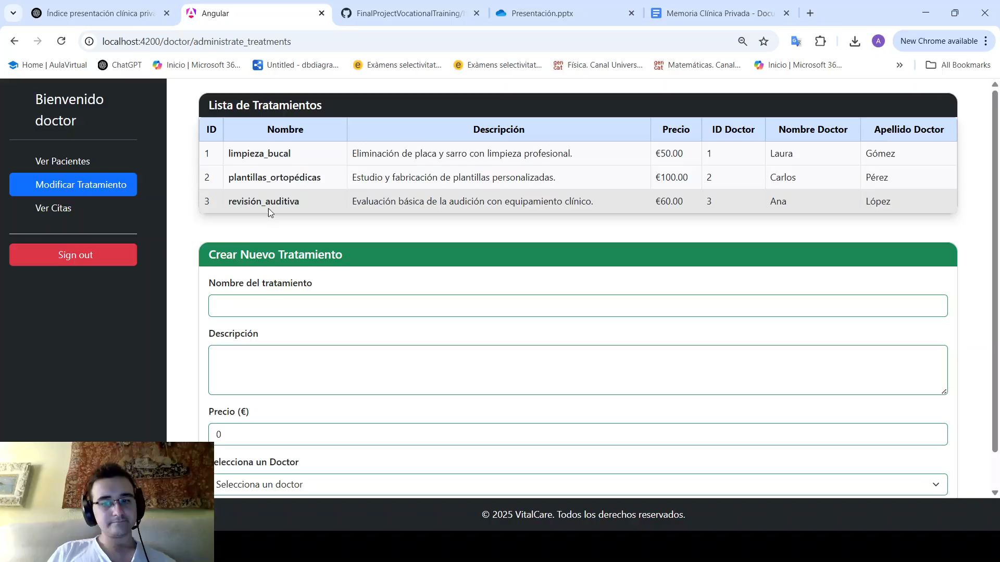 Índice presentación clínica priva
Angular
FinalProjectVocationalTraining/
Presentación.pptx
Memoria Clínica Privada - Docu
localhost:4200/doctor/administrate_treatments
A
New Chrome available
Home | AulaVirtual
ChatGPT
Inicio | Microsoft 36...
Untitled - dbdiagra...
Exàmens selectivitat...
Exàmens selectivitat...
gencat
Física. Canal Univers...
gencat
Matemáticas. Canal...
Inicio | Microsoft 36...
All Bookmarks
Bienvenido
doctor
Ver Pacientes
Modificar Tratamiento
Ver Citas
Sign out
Lista de Tratamientos
ID Nombre Descripción Precio ID Doctor Nombre Doctor Apellido Doctor
1 limpieza_bucal Eliminación de placa y sarro con limpieza profesional. €50.00 1 Laura Gómez
2 plantillas_ortopédicas Estudio y fabricación de plantillas personalizadas. €100.00 2 Carlos Pérez
3 revisión_auditiva Evaluación básica de la audición con equipamiento clínico. €60.00 3 Ana López
Crear Nuevo Tratamiento
Nombre del tratamiento
Descripción
Precio (€)
0
elecciona un Doctor
Selecciona un doctor
© 2025 VitalCare. Todos los derechos reservados.